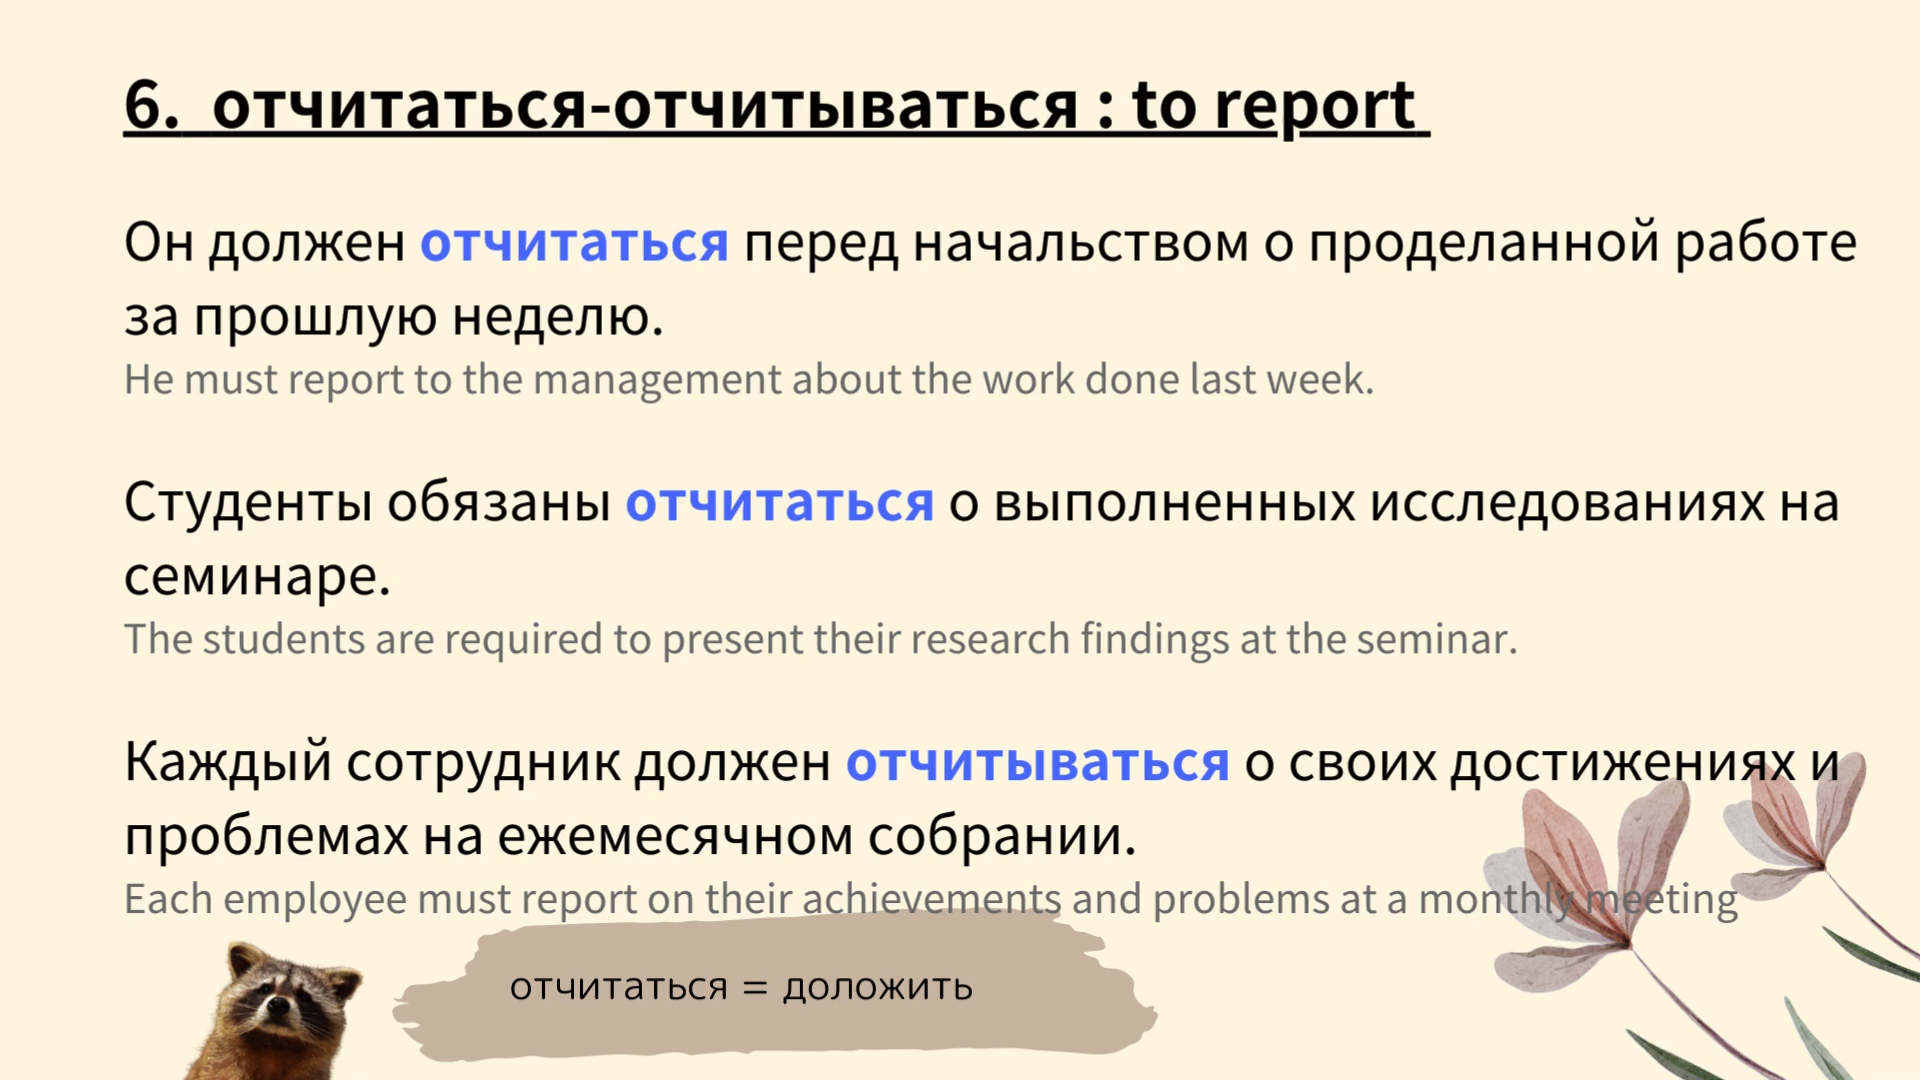 6. отчитаться-отчитываться : to report
Он должен отчитаться перед начальством о проделанной работе
за прошлую неделю.
He must report to the management about the work done last week.
Студенты обязаны отчитаться о выполненных исследованиях на
семинаре.
The students are required to present their research findings at the seminar.
Каждый сотрудник должен отчитываться о своих достижениях и
проблемах на ежемесячном собрании.
Each employee must report on their achievements and problems at a monthly meeting
отчитаться = доложить